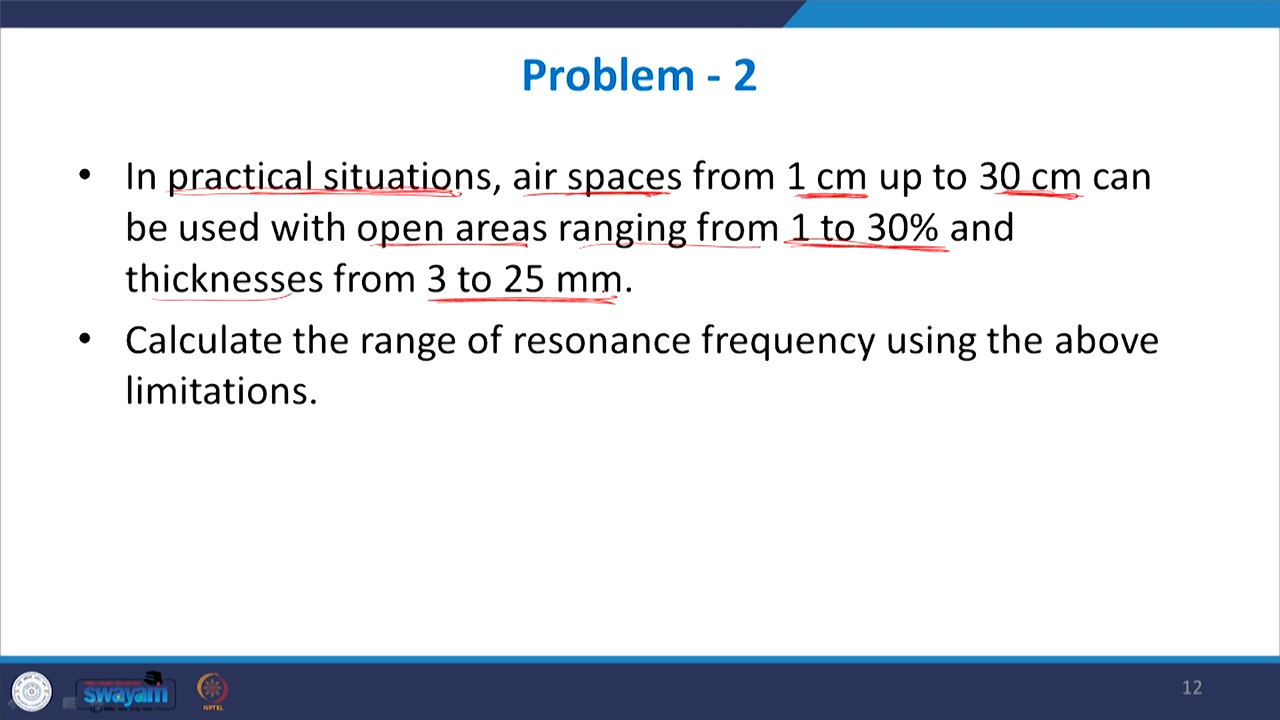 Problem - 2
• In practical situations, air spaces from 1 cm up to 30 cm can
be used with open areas ranging from 1 to 30% and
thicknesses from 3 to 25 mm.
• Calculate the range of resonance frequency using the above
limitations.
swayam
NPTEL
12